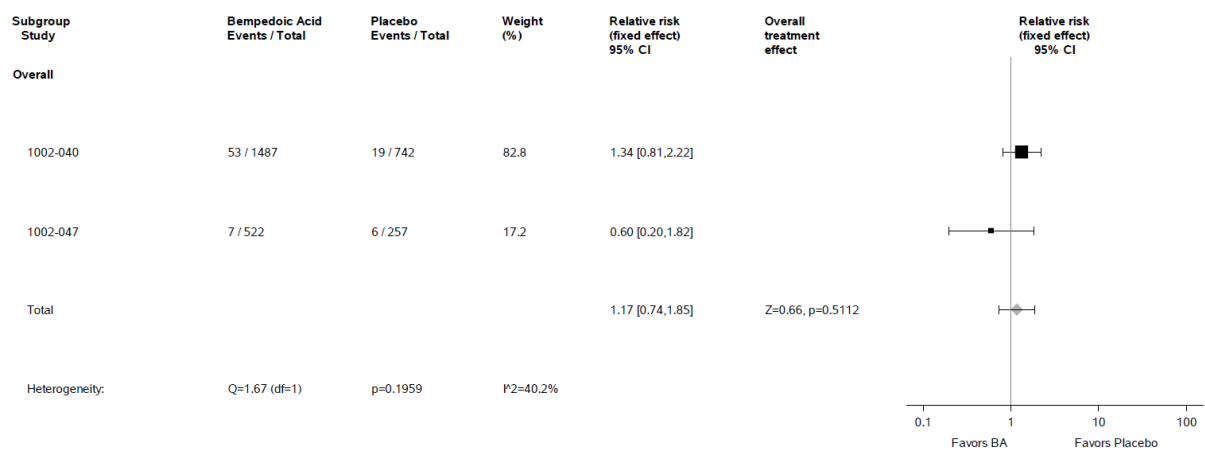 Subgroup Bempedoic Acid Placebo Weight Relative risk Overall Relative risk
Study Events / Total Events / Total (%) (fixed effect) treatment (fixed effect)
95% CI effect 95% CI
Overall
1002-040 53 / 1487 19 / 742 82.8 1.34 [0.81,2.22]
1002-047 7 / 522 6 / 257 17.2 0.60 [0.20,1.82]
Total 1.17 [0.74,1.85] Z=0.66, p=0.5112
Heterogeneity: Q=1.67 (df=1) p=0.1959 I^2=40.2%
0.1 1 10 100
Favors BA Favors Placebo